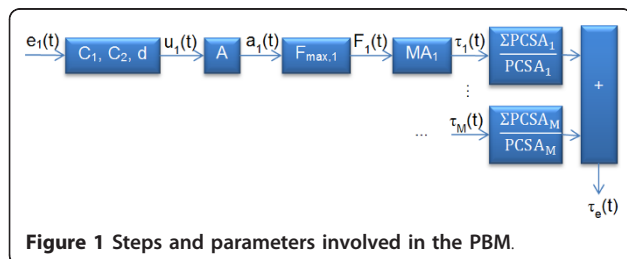 e₁(t) C₁, C₂, d u₁(t) A a₁(t) Fmax,1 F₁(t) MA₁ τ₁(t) ΣPCSA₁
PCSA₁
+
⋮
... τM(t) ΣPCSAM
PCSAM
τe(t)
Figure 1 Steps and parameters involved in the PBM.